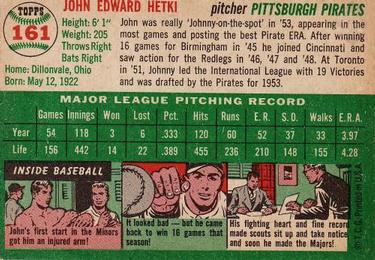 TOPPS
161
JOHN EDWARD HETKI
pitcher PITTSBURGH PIRATES
Height: 6' 1"
Weight: 205
Throws Right
Bats Right
Home: Dillonvale, Ohio
Born: May 12, 1922
John was really 'Johnny-on-the-spot' in '53, appearing in
the most games and posting the best Pirate ERA. After winning
16 games for Birmingham in '45 he joined Cincinnati and
saw action for the Redlegs in '46, '47 and '48. At Toronto
in '51, Johnny led the International League with 19 Victories
and was drafted by the Pirates for 1953.
MAJOR LEAGUE PITCHING RECORD
Games Innings Won Lost Pct. Hits Runs E.R. S.O. Walks E.R.A.
Year 54 118 3 6 .333 120 63 52 37 33 3.97
Life 156 442 14 22 .389 455 236 210 148 155 4.28
INSIDE BASEBALL
John's first start in the Minors
got him an injured arm!
It looked bad — but he came
back to win 16 games that
season!
His fighting heart and fine record
made scouts sit up and take notice
and soon he made the Majors!
© T.C.G. Printed in U.S.A.